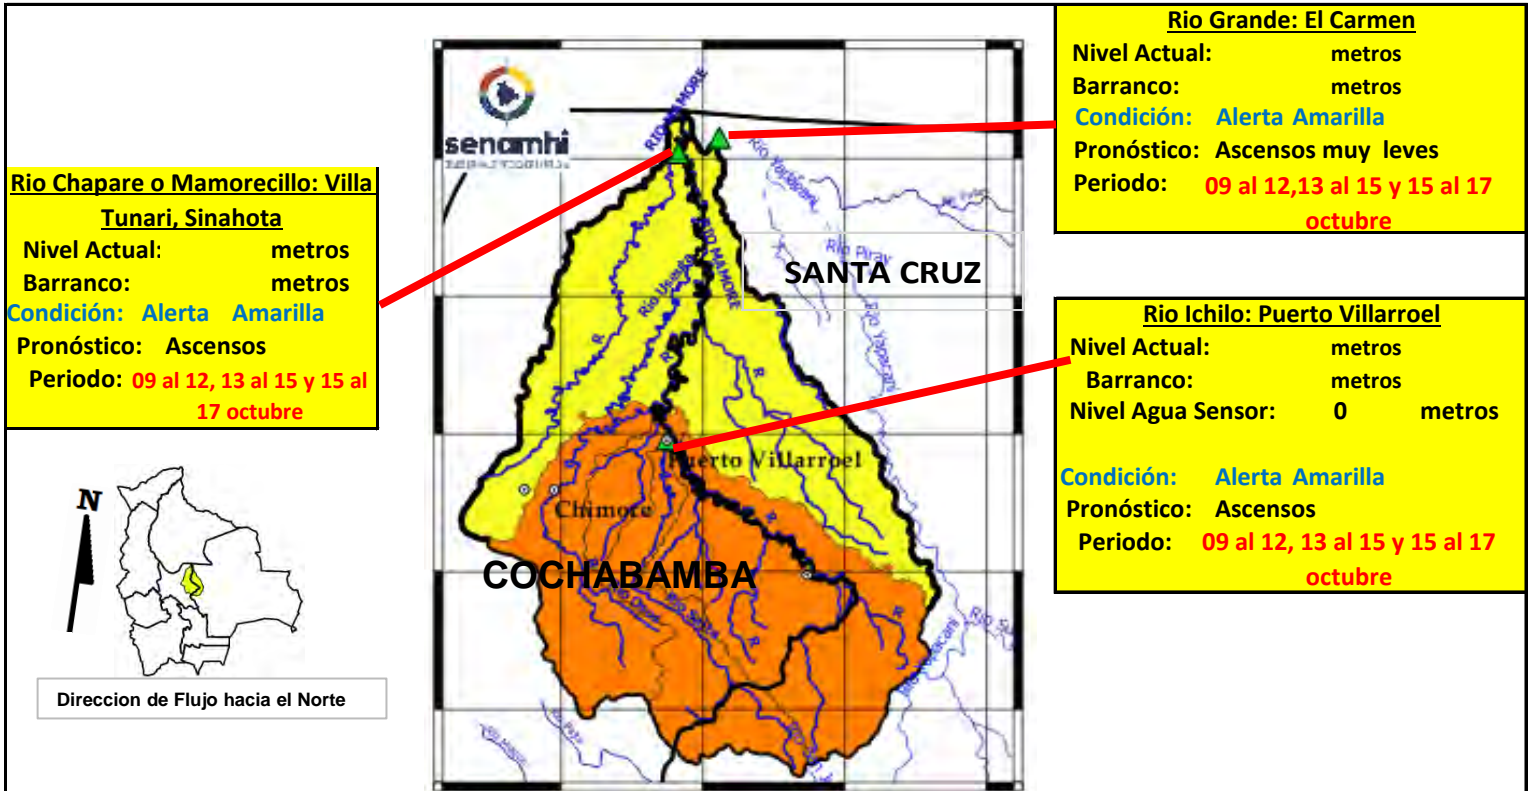 Rio Grande: El Carmen
Nivel Actual: metros
Barranco: metros
Condición: Alerta Amarilla
Pronóstico: Ascensos muy leves
Periodo: 09 al 12,13 al 15 y 15 al 17
octubre
senamhi
RIO MAMORE
Rio Chapare o Mamorecillo: Villa
Tunari, Sinahota
Nivel Actual: metros
Barranco: metros
Condición: Alerta Amarilla
Pronóstico: Ascensos
Periodo: 09 al 12, 13 al 15 y 15 al
17 octubre
Rio Yapacani
Rio Piray
SANTA CRUZ
RIO MAMORE
Rio Yapacani
R
R
R
R
Rio Ichilo: Puerto Villarroel
Nivel Actual: metros
Barranco: metros
Nivel Agua Sensor: 0 metros
Condición: Alerta Amarilla
Pronóstico: Ascensos
Periodo: 09 al 12, 13 al 15 y 15 al 17
octubre
Puerto Villarroel
Chimore
COCHABAMBA
R
R
N
Direccion de Flujo hacia el Norte